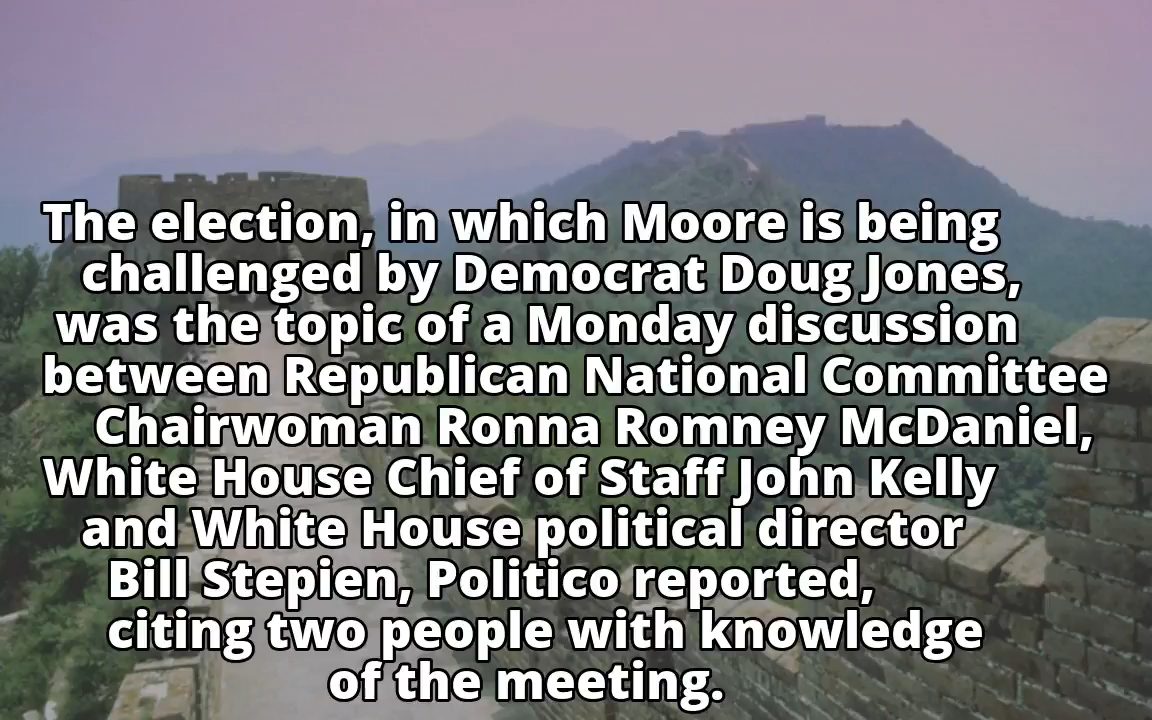 The election, in which Moore is being
challenged by Democrat Doug Jones,
was the topic of a Monday discussion
between Republican National Committee
Chairwoman Ronna Romney McDaniel,
White House Chief of Staff John Kelly
and White House political director
Bill Stepien, Politico reported,
citing two people with knowledge
of the meeting.